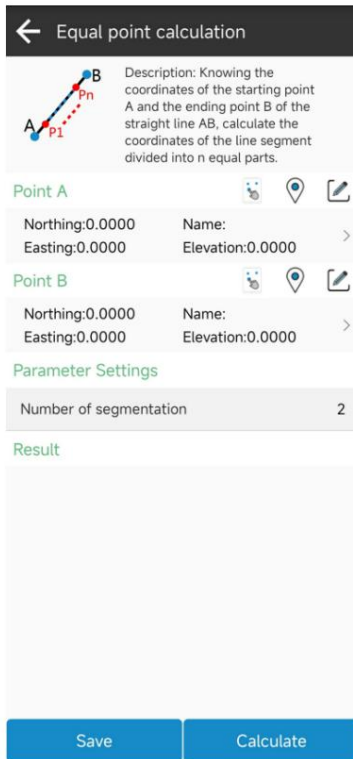 Equal point calculation
B
Pn
A
P1
Description: Knowing the
coordinates of the starting point
A and the ending point B of the
straight line AB, calculate the
coordinates of the line segment
divided into n equal parts.
Point A
Northing:0.0000 Name:
Easting:0.0000 Elevation:0.0000
Point B
Northing:0.0000 Name:
Easting:0.0000 Elevation:0.0000
Parameter Settings
Number of segmentation 2
Result
Save Calculate